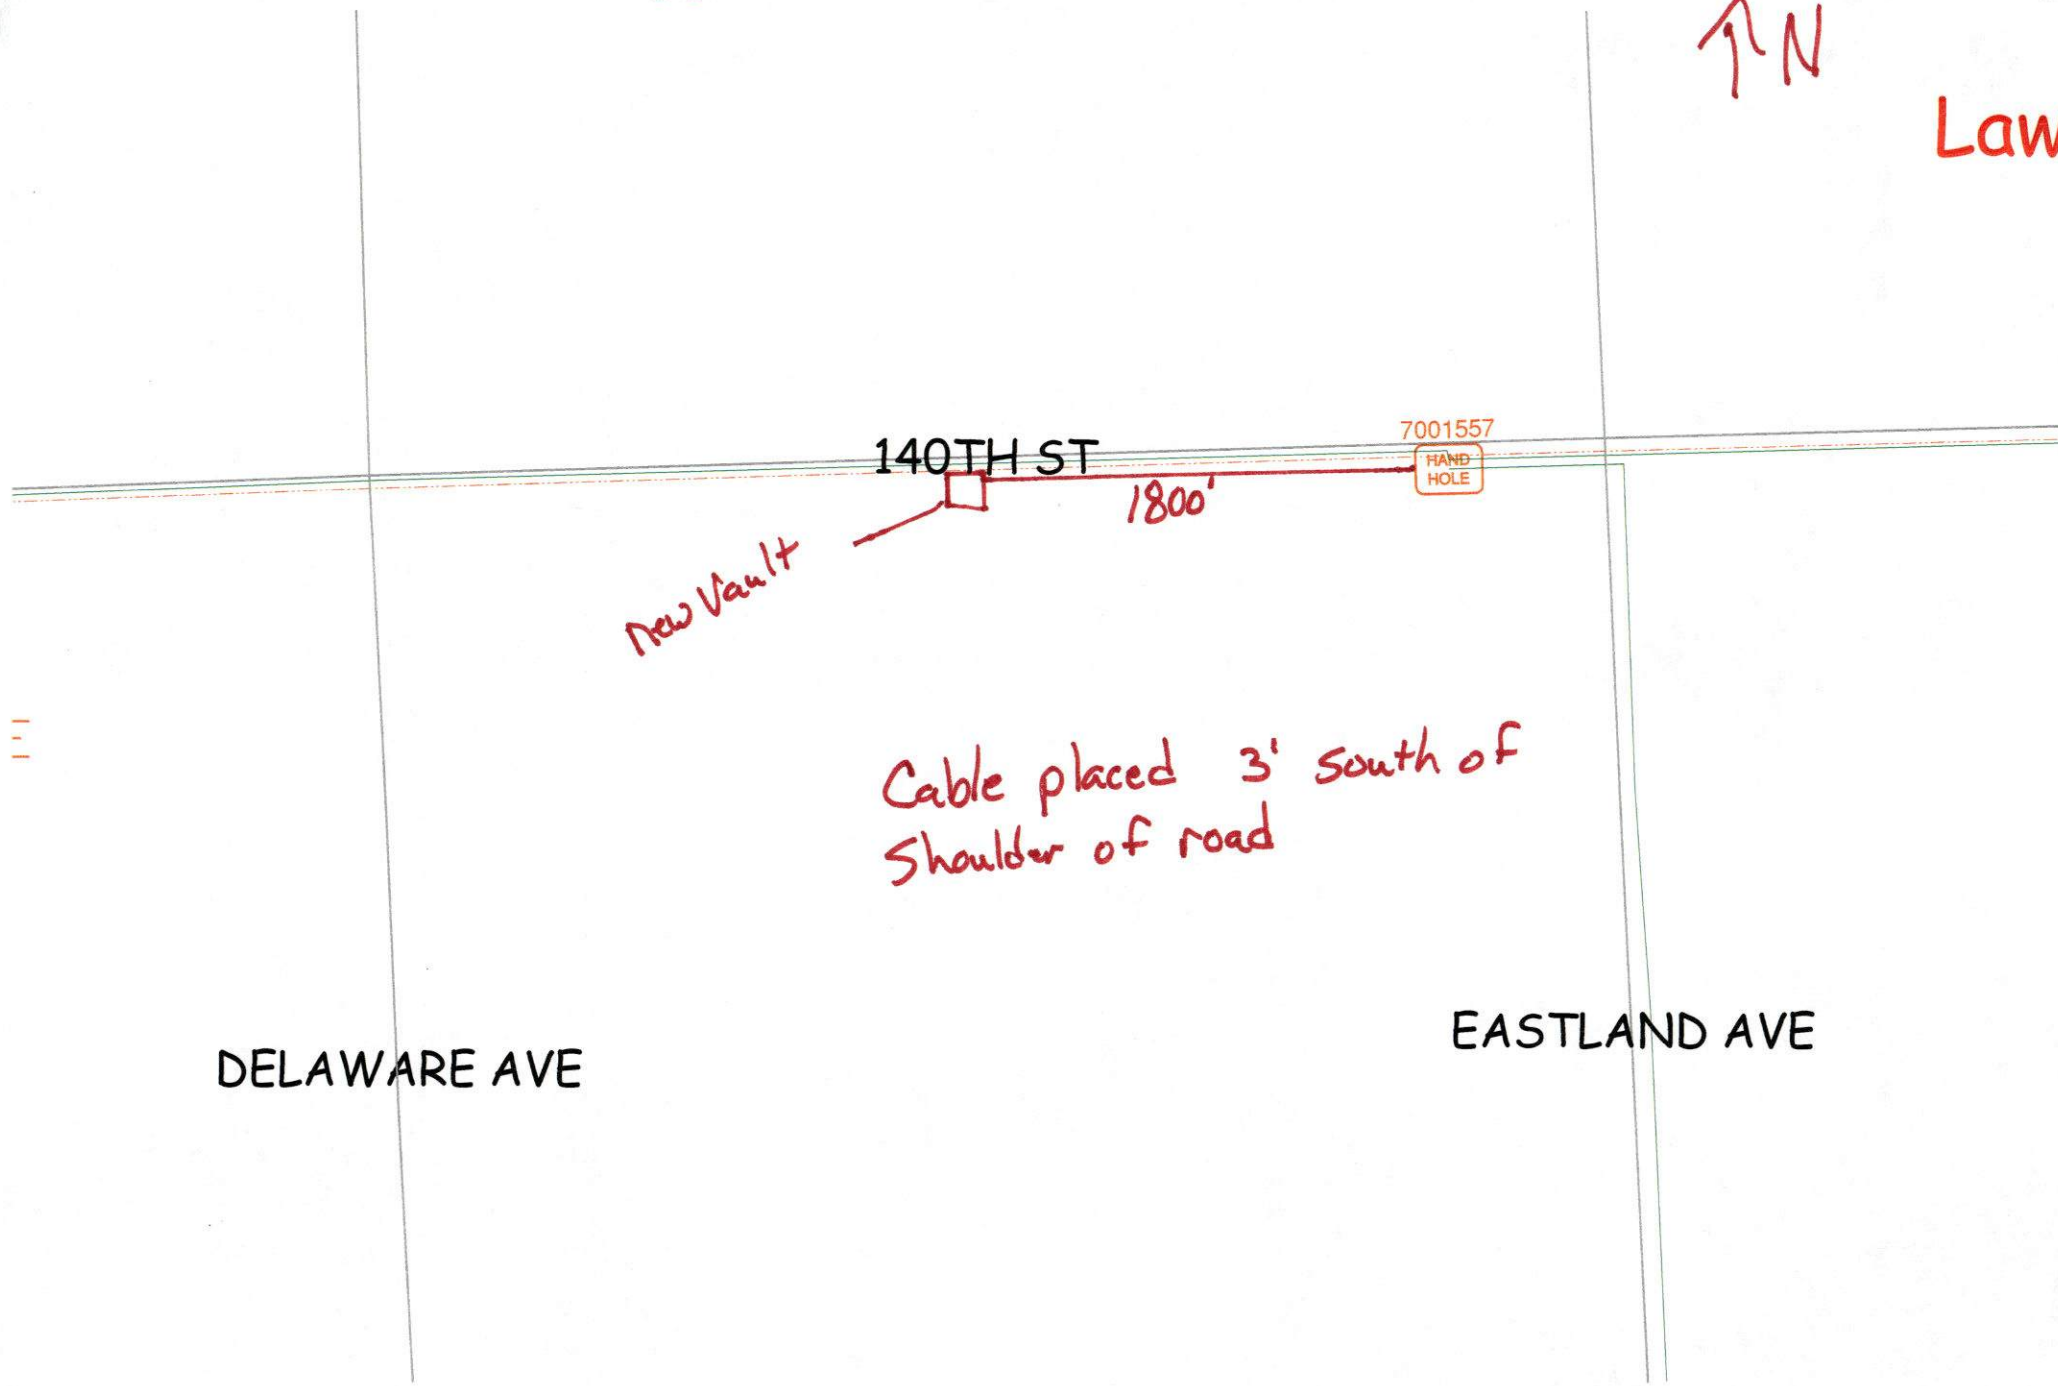 ↑N
Law
140TH ST
7001557
HAND
HOLE
1800'
new Vault
Cable placed 3' south of
Shoulder of road
EASTLAND AVE
DELAWARE AVE